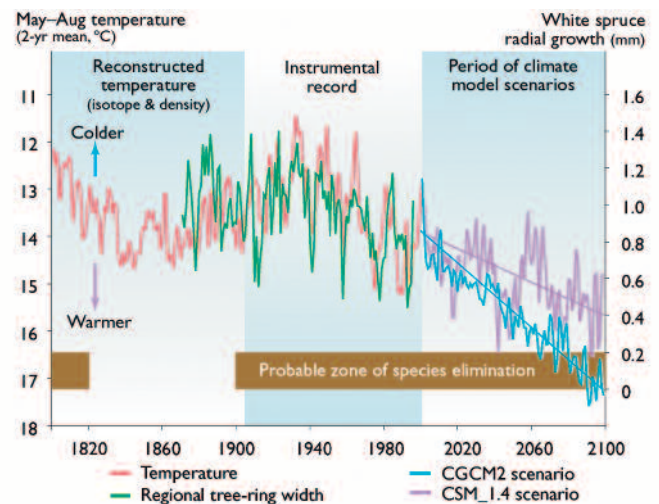 May–Aug temperature
(2-yr mean, °C)
White spruce
radial growth (mm)
Reconstructed
temperature
(isotope & density)
Instrumental
record
Period of climate
model scenarios
Colder
Warmer
11
12
13
14
15
16
17
18
1.6
1.4
1.2
1.0
0.8
0.6
0.4
0.2
0
Probable zone of species elimination
1820
1860
1900
1940
1980
2020
2060
2100
Temperature
Regional tree-ring width
CGCM2 scenario
CSM_1.4 scenario